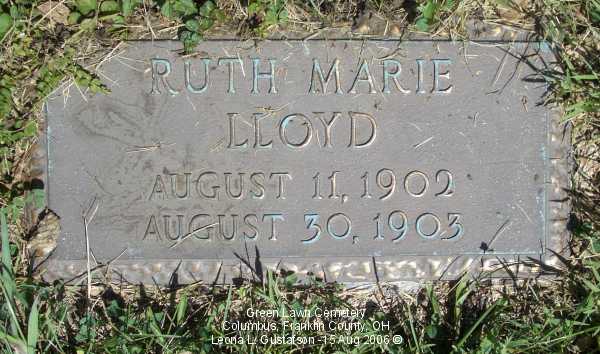 RUTH MARIE
LLOYD
AUGUST 11, 1902
AUGUST 30, 1903
Green Lawn Cemetery
Columbus, Franklin County, OH
Leona L. Gustafson -15 Aug 2006 ©